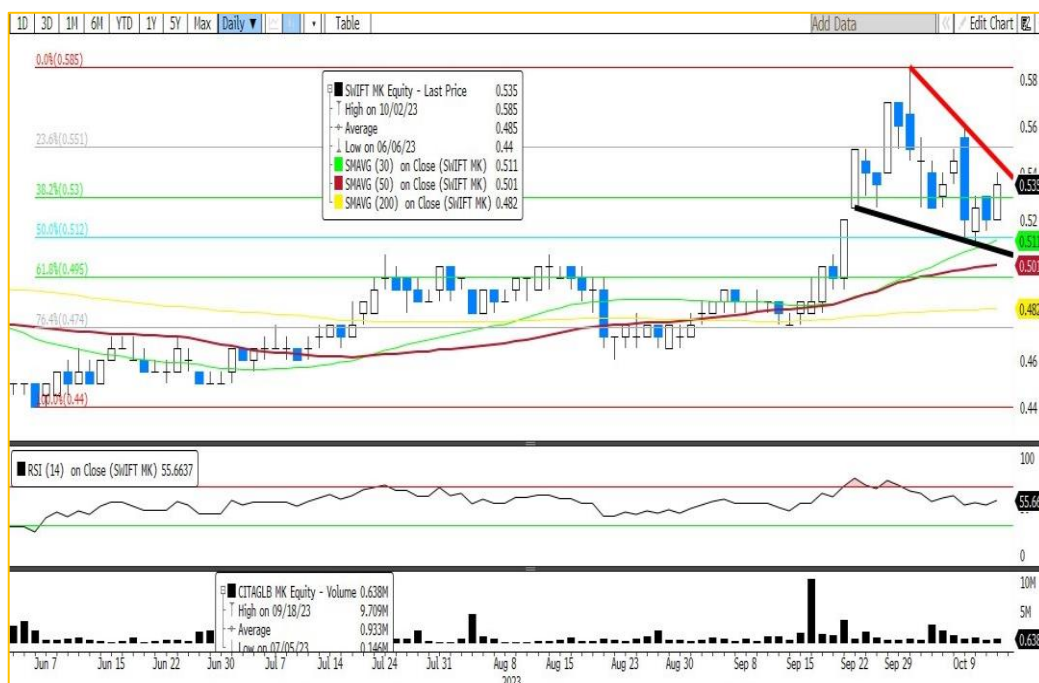 1D 3D 1M 6M YTD 1Y 5Y Max Daily ▼ Table Add Data « Edit Chart
0.0%(0.585)
SWIFT MK Equity - Last Price 0.535
High on 10/02/23 0.585
Average 0.485
Low on 06/06/23 0.44
SMAVG (30) on Close (SWIFT MK) 0.511
SMAVG (50) on Close (SWIFT MK) 0.501
SMAVG (200) on Close (SWIFT MK) 0.482
0.58
0.56
23.6%(0.551)
0.54
0.535
38.2%(0.53)
0.52
50.0%(0.512)
0.511
0.501
61.8%(0.495)
0.482
76.4%(0.474)
0.46
100.0%(0.44)
0.44
RSI (14) on Close (SWIFT MK) 55.6637
100
55.66
0
CITAGLB MK Equity - Volume 0.638M
High on 09/18/23 9.709M
Average 0.933M
Low on 07/05/23 0.146M
10M
5M
0.638
Jun 7 Jun 15 Jun 22 Jun 30 Jul 7 Jul 14 Jul 24 Jul 31 Aug 8 Aug 15 Aug 23 Aug 30 Sep 8 Sep 15 Sep 22 Sep 29 Oct 9
2023